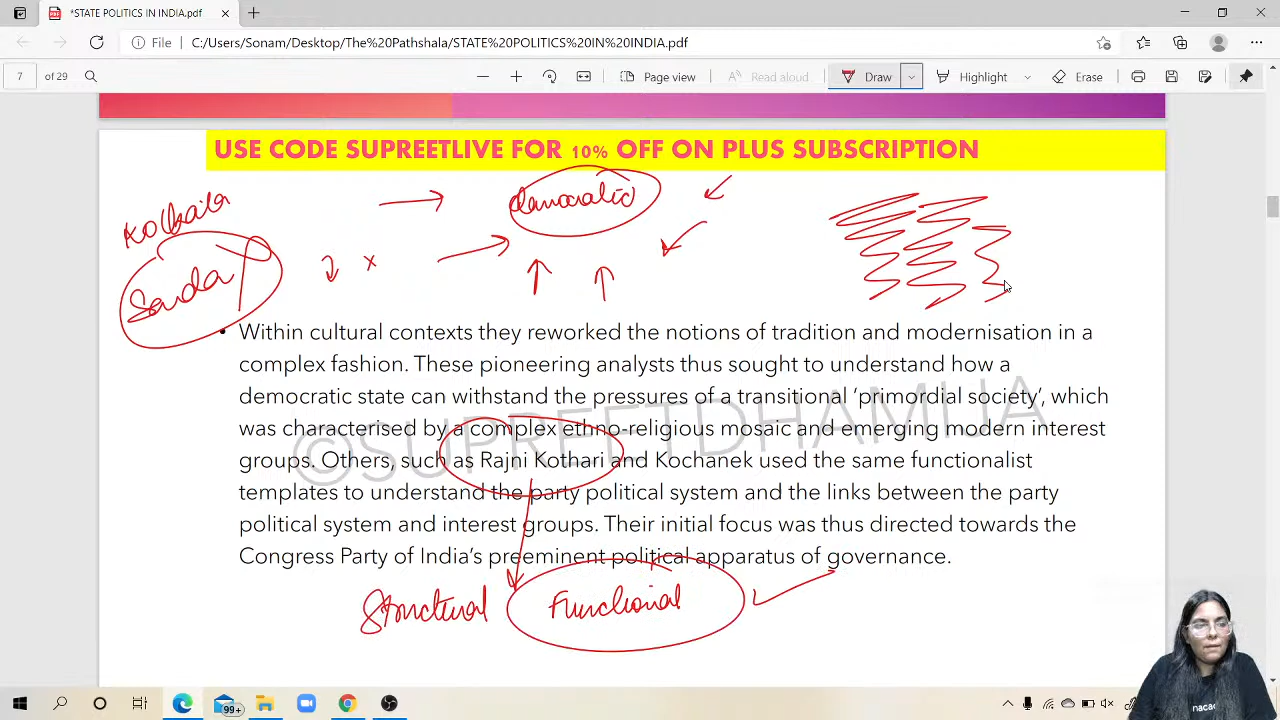 *STATE POLITICS IN INDIA.pdf
File C:/Users/Sonam/Desktop/The%20Pathshala/STATE%20POLITICS%20IN%20INDIA.pdf
7 of 29 Page view Read aloud Draw Highlight Erase
USE CODE SUPREETLIVE FOR 10% OFF ON PLUS SUBSCRIPTION
democratic
Kolkata
• Within cultural contexts they reworked the notions of tradition and modernisation in a
complex fashion. These pioneering analysts thus sought to understand how a
democratic state can withstand the pressures of a transitional ‘primordial society’, which
was characterised by a complex ethno-religious mosaic and emerging modern interest
groups. Others, such as Rajni Kothari and Kochanek used the same functionalist
templates to understand the party political system and the links between the party
political system and interest groups. Their initial focus was thus directed towards the
Congress Party of India’s preeminent political apparatus of governance.
©SUPREET DHAMIJA
Structural Functional
99+
ENG